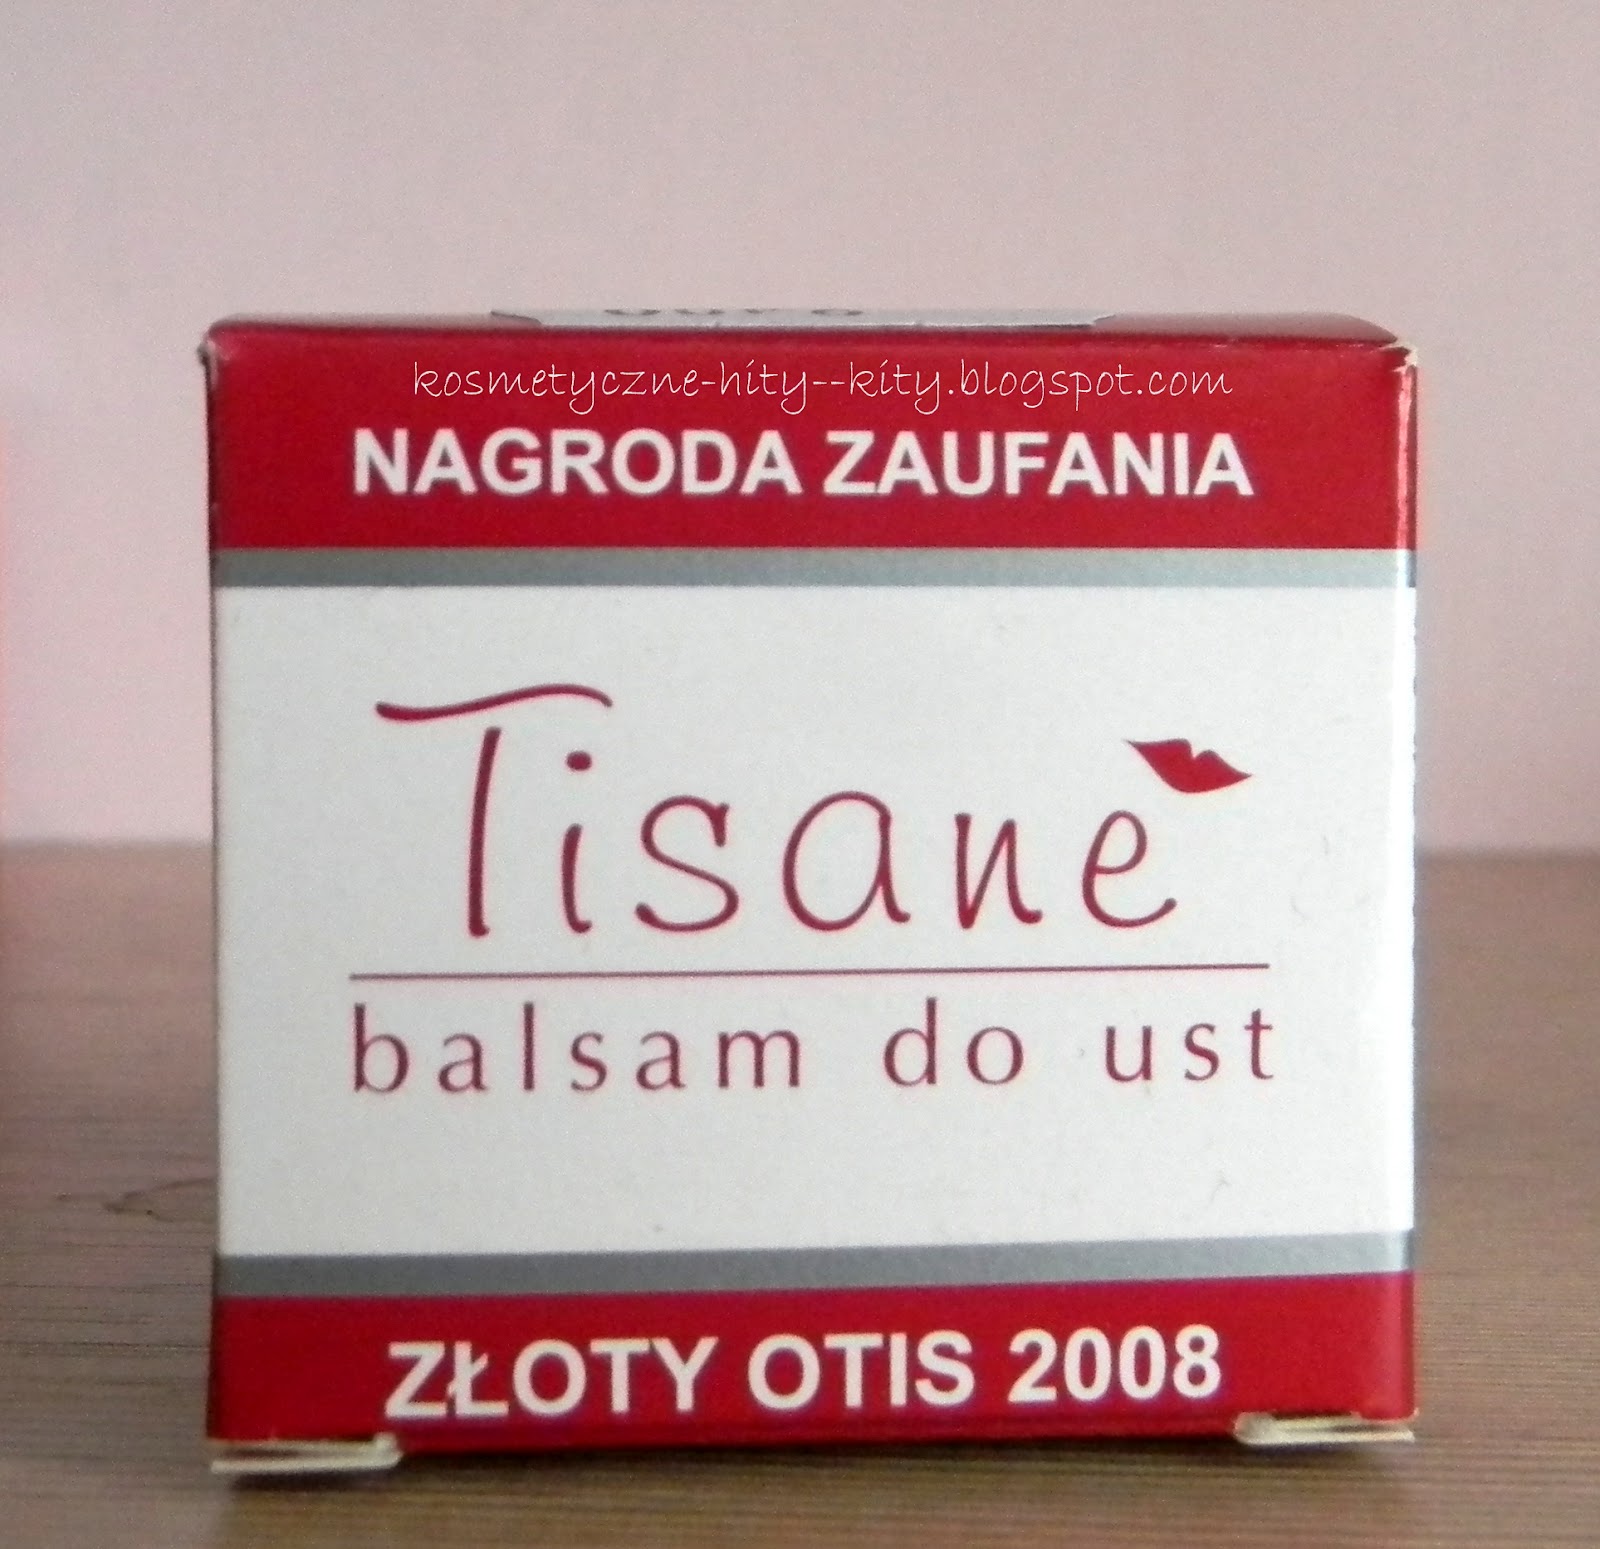 kosmetyczne-hity--kity.blogspot.com
NAGRODA ZAUFANIA
Tisane
balsam do ust
ZŁOTY OTIS 2008